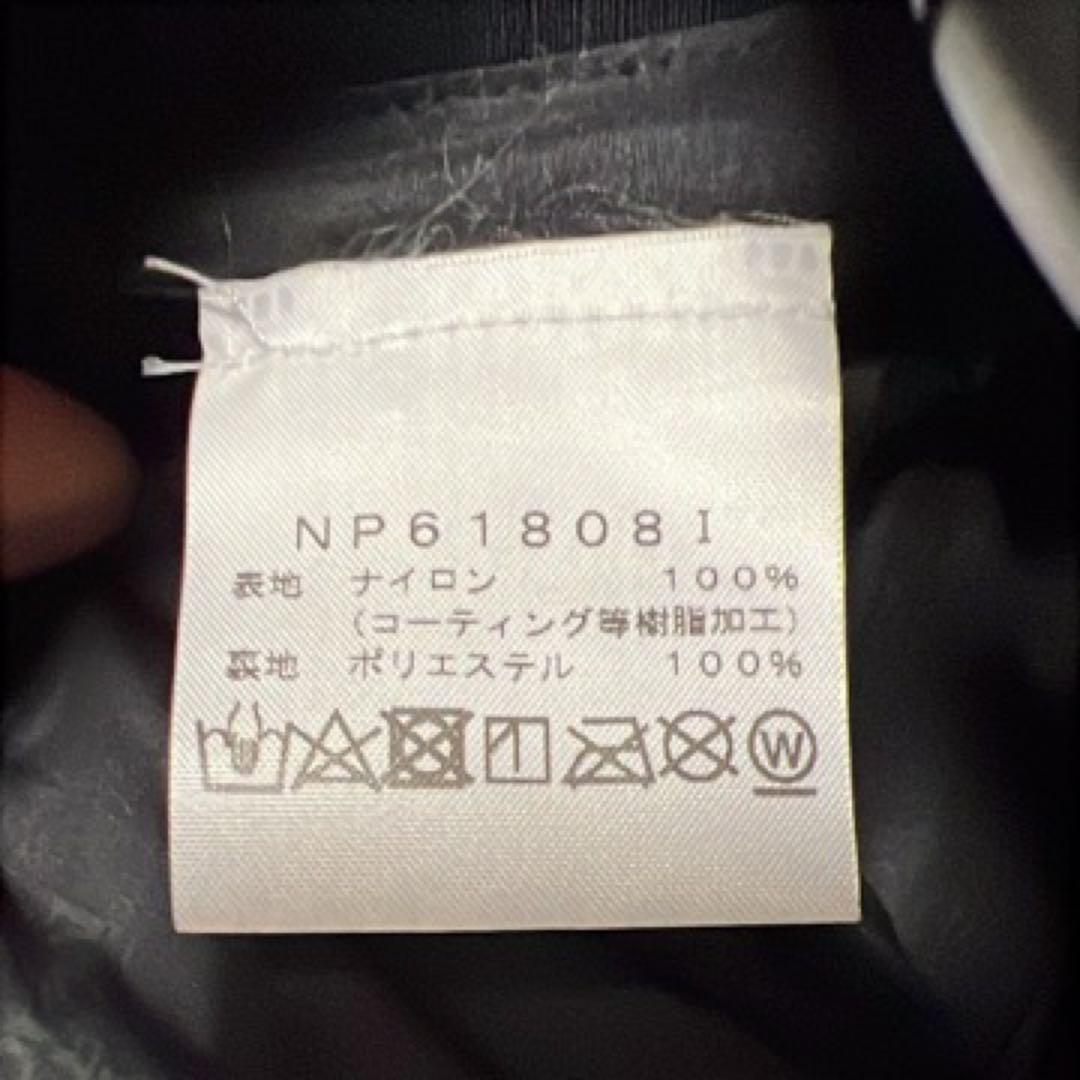 NP61808I
表地 ナイロン 100%
(コーティング等樹脂加工)
裏地 ポリエステル 100%
W